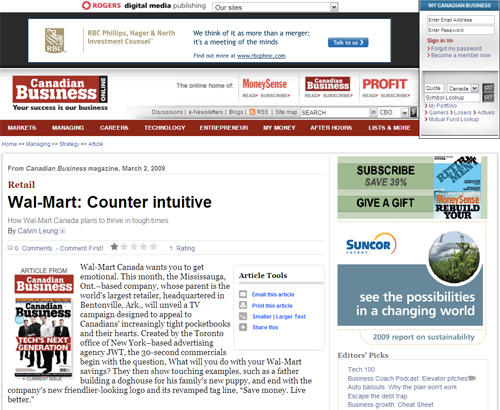 ROGERS digital media publishing
Our sites
MY CANADIAN BUSINESS
Enter Email Address
Enter Password
Sign in >>
Forgot my password
Become a member now
RBC
RBC Phillips, Hager & North
Investment Counsel
We think of it as more than a merger:
it's a meeting of the minds
Find out more at www.rbcphnic.com
Talk to us
Canadian
Business
ONLINE
Your success is our business
The online home of:
MoneySense
READ SUBSCRIBE
Canadian
Business
READ SUBSCRIBE
PROFIT
READ SUBSCRIBE
Quote
Canada
GO
Symbol Lookup
GO
My Portfolio
Gainers > Losers > Actives
Mutual Fund Lookup
Discussions | e-Newsletters | Blogs | RSS | Site map
SEARCH
in
CBO
MARKETS
MANAGING
CAREERS
TECHNOLOGY
ENTREPRENEUR
MY MONEY
AFTER HOURS
LISTS & MORE
Home >> Managing >> Strategy >> Article
From Canadian Business magazine, March 2, 2009
Retail
Wal-Mart: Counter intuitive
How Wal-Mart Canada plans to thrive in tough times.
By Calvin Leung
0 Comments - Comment First!
1 Rating
ARTICLE FROM
Canadian
Business
Canadian
Business
TECH'S NEXT
GENERATION
CURRENT ISSUE
Wal-Mart Canada wants you to get
emotional. This month, the Mississauga,
Ont.–based company, whose parent is the
world's largest retailer, headquartered in
Bentonville, Ark., will unveil a TV
campaign designed to appeal to
Canadians' increasingly tight pocketbooks
and their hearts. Created by the Toronto
office of New York–based advertising
agency JWT, the 30-second commercials
begin with the question, What will you do with your Wal-Mart
savings? They then show touching examples, such as a father
building a doghouse for his family's new puppy, and end with the
company's new friendlier-looking logo and its revamped tag line, “Save money. Live
better.”
Article Tools
Email this article
Print this article
Smaller | Larger Text
Share this
SUBSCRIBE
SAVE 39%
GIVE A GIFT
MoneySense
REBUILD
YOUR
SUNCOR
ENERGY
see the possibilities
in a changing world
2009 report on sustainability
Editors' Picks
Tech 100
Business Coach Podcast: Elevator pitches
Auto bailouts: Why the plan won't work
Escape the debt trap
Business growth: Cheat Sheet